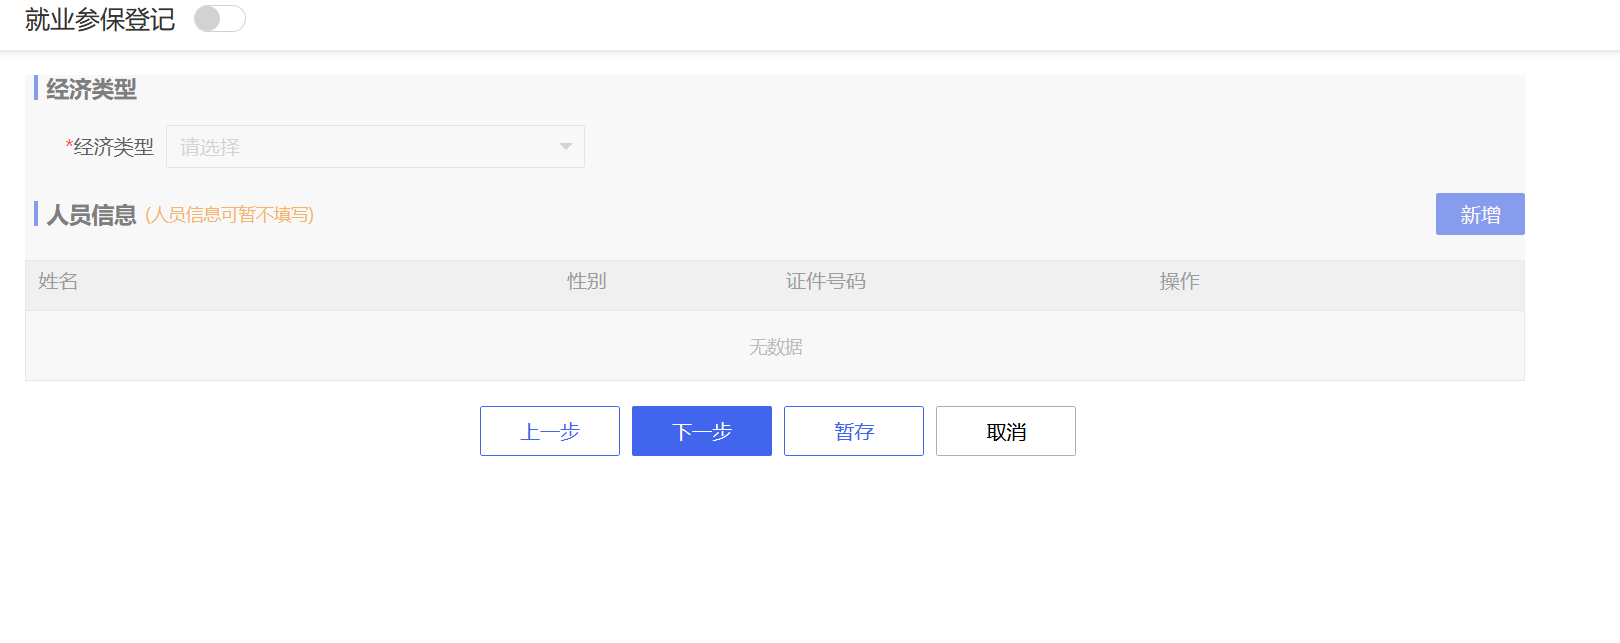 就业参保登记
经济类型
*经济类型 请选择
人员信息 (人员信息可暂不填写) 新增
姓名 性别 证件号码 操作
无数据
上一步 下一步 暂存 取消